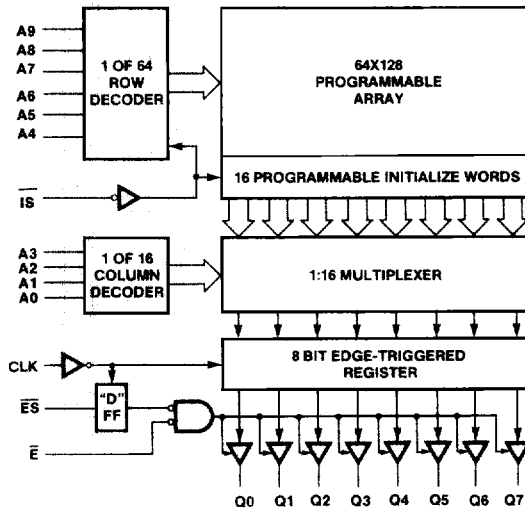 A9
A8
A7
A6
A5
A4
1 OF 64
ROW
DECODER
64X128
PROGRAMMABLE
ARRAY
16 PROGRAMMABLE INITIALIZE WORDS
IS
A3
A2
A1
A0
1 OF 16
COLUMN
DECODER
1:16 MULTIPLEXER
CLK
8 BIT EDGE-TRIGGERED
REGISTER
ES
"D"
FF
E
Q0 Q1 Q2 Q3 Q4 Q5 Q6 Q7